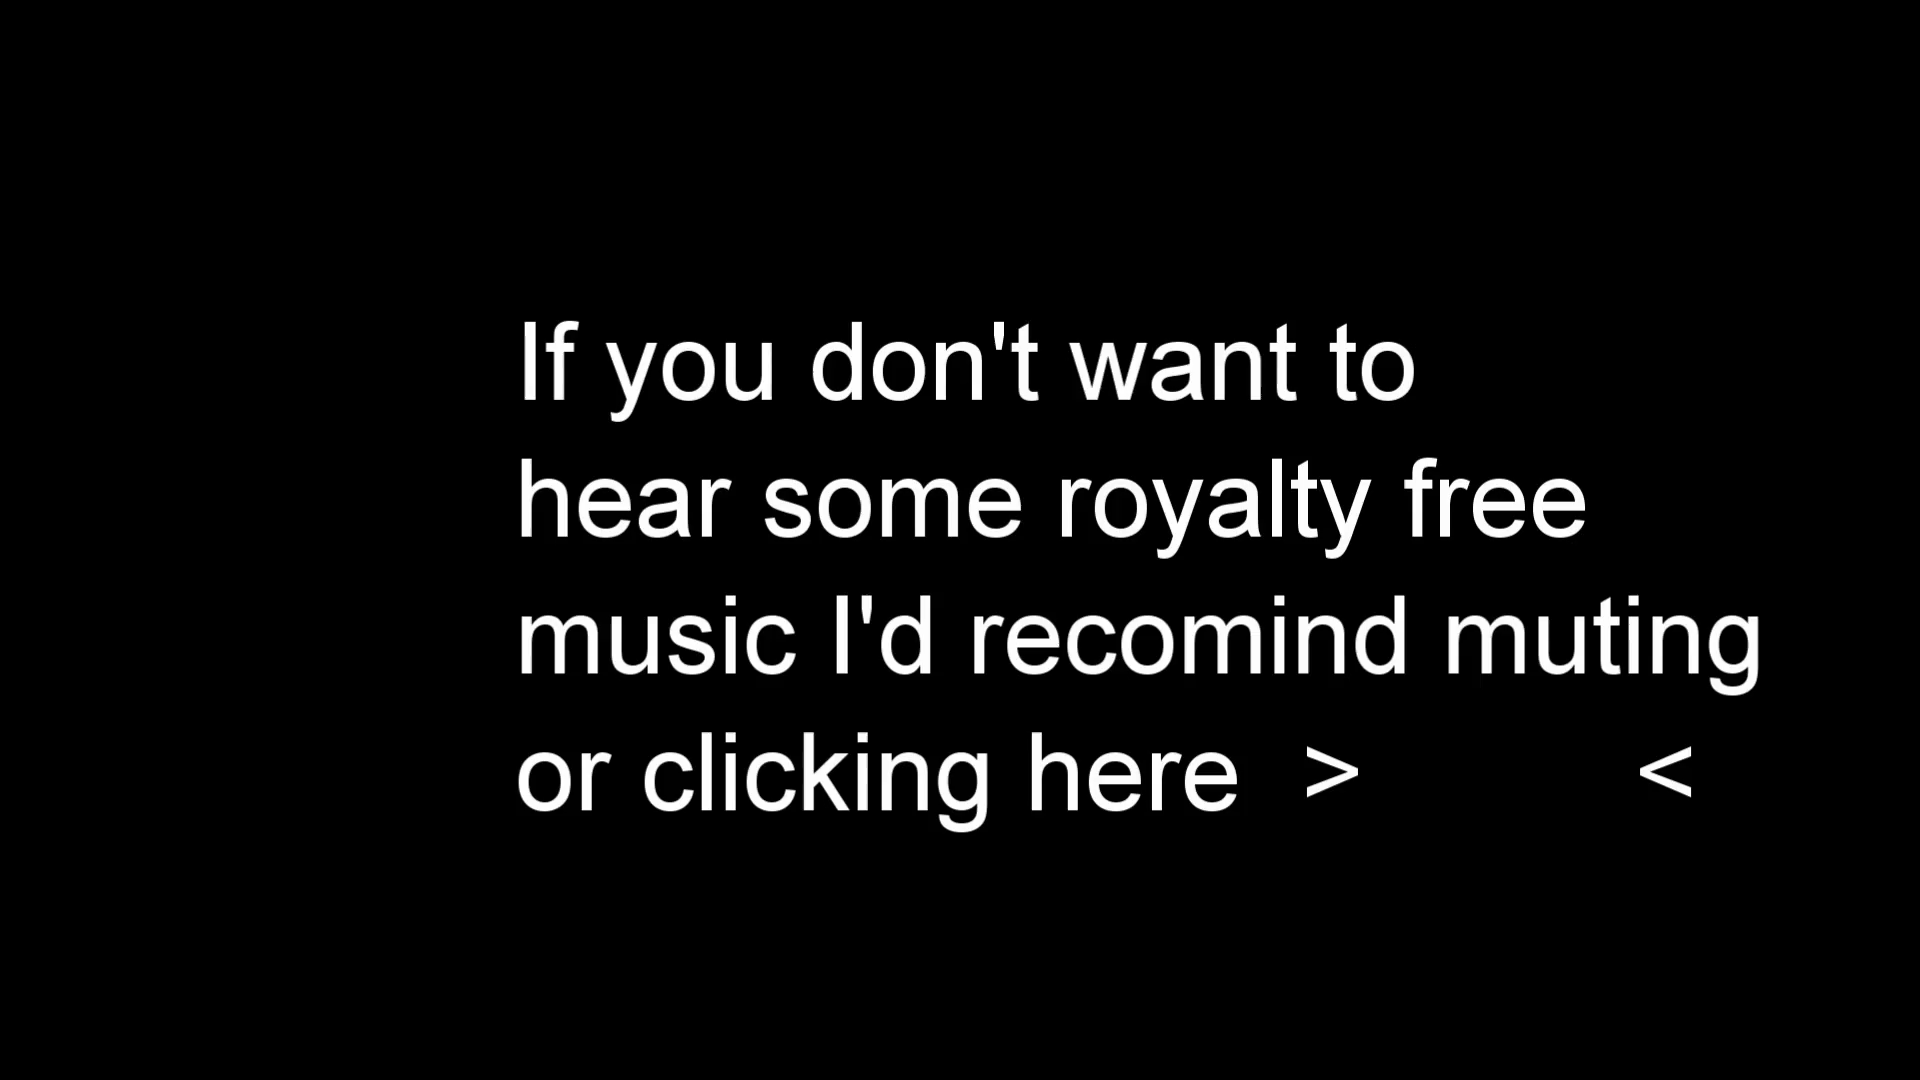 If you don't want to
hear some royalty free
music I'd recomind muting
or clicking here > <